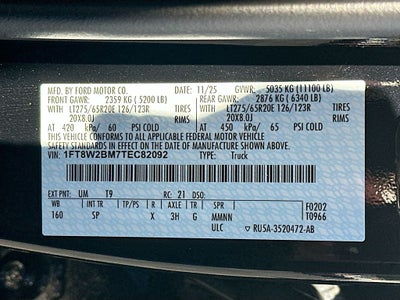 MFD. BY FORD MOTOR CO. 11/25 GVWR: 5035 KG (11100 LB)
FRONT GAWR: 2359 KG ( 5200 LB) REAR GAWR: 2876 KG ( 6340 LB)
LT275/65R20E 126/123R TIRES LT275/65R20E 126/123R TIRES
20X8.0J RIMS 20X8.0J RIMS
AT 420 kPa/ 60 PSI COLD AT 450 kPa/ 65 PSI COLD
THIS VEHICLE CONFORMS TO ALL APPLICABLE FEDERAL MOTOR VEHICLE
SAFETY STANDARDS IN EFFECT ON THE DATE OF MANUFACTURE SHOWN ABOVE.
VIN: 1FT8W2BM7TEC82092 TYPE: Truck
EXT PNT: UM T9 RC: 21 DSO:
WB INT TR TP/PS R AXLE TR SPR F0202
160 SP X 3H G MMNN T0966
ULC RU5A-3520472-AB